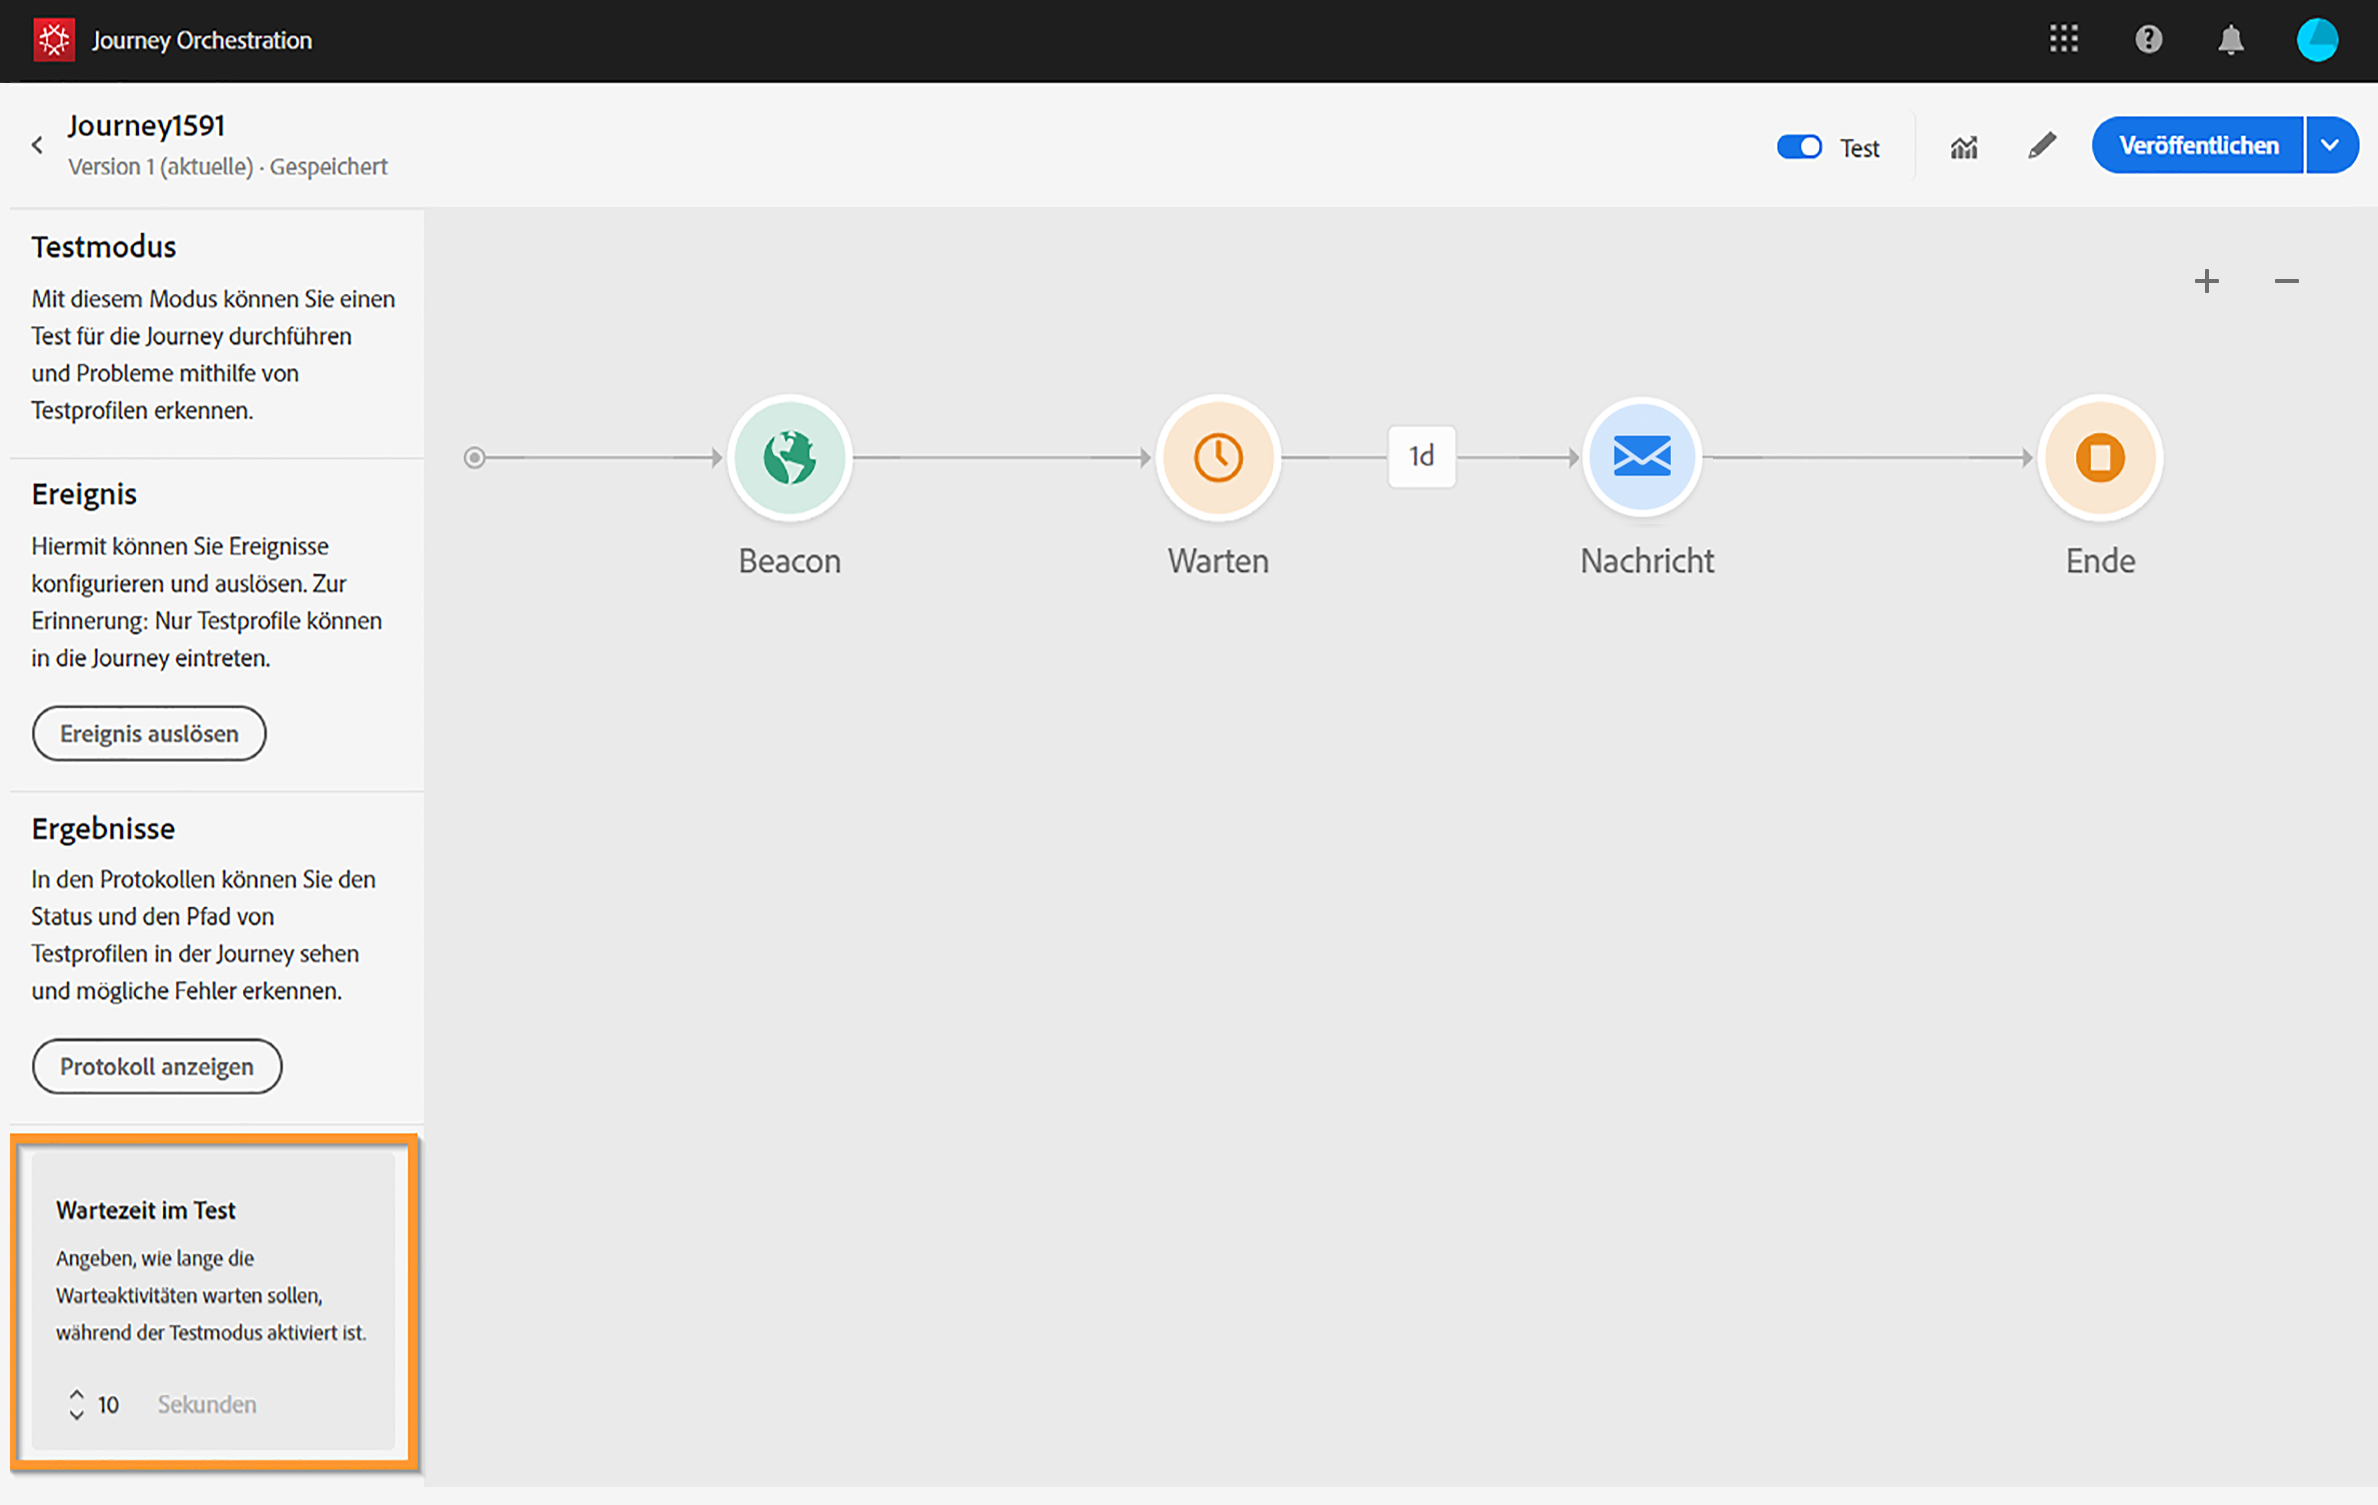 Journey Orchestration
Journey1591
Version 1 (aktuelle) · Gespeichert
Test
Veröffentlichen
Testmodus
Mit diesem Modus können Sie einen
Test für die Journey durchführen
und Probleme mithilfe von
Testprofilen erkennen.
Ereignis
Hiermit können Sie Ereignisse
konfigurieren und auslösen. Zur
Erinnerung: Nur Testprofile können
in die Journey eintreten.
Ereignis auslösen
Ergebnisse
In den Protokollen können Sie den
Status und den Pfad von
Testprofilen in der Journey sehen
und mögliche Fehler erkennen.
Protokoll anzeigen
Wartezeit im Test
Angeben, wie lange die
Warteaktivitäten warten sollen,
während der Testmodus aktiviert ist.
10 Sekunden
1d
Beacon
Warten
Nachricht
Ende